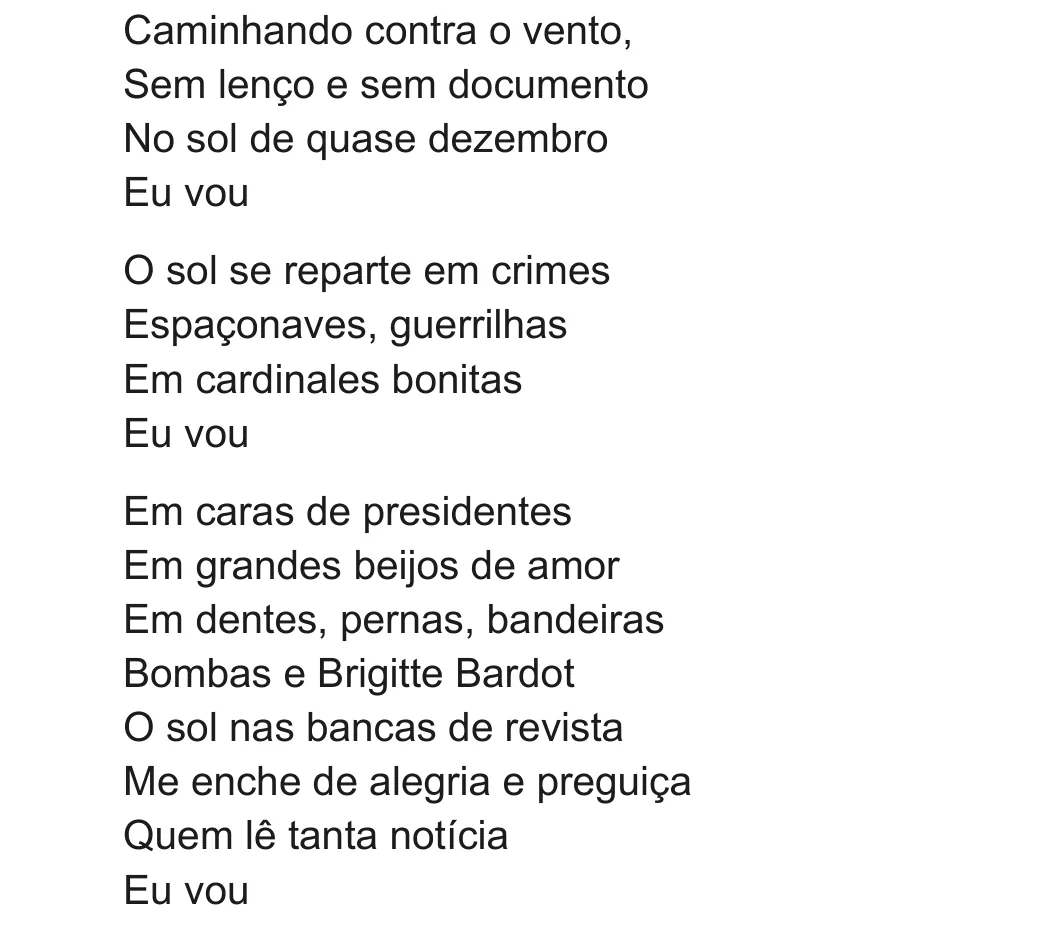 Caminhando contra o vento,
Sem lenço e sem documento
No sol de quase dezembro
Eu vou
O sol se reparte em crimes
Espaçonaves, guerrilhas
Em cardinales bonitas
Eu vou
Em caras de presidentes
Em grandes beijos de amor
Em dentes, pernas, bandeiras
Bombas e Brigitte Bardot
O sol nas bancas de revista
Me enche de alegria e preguiça
Quem lê tanta notícia
Eu vou